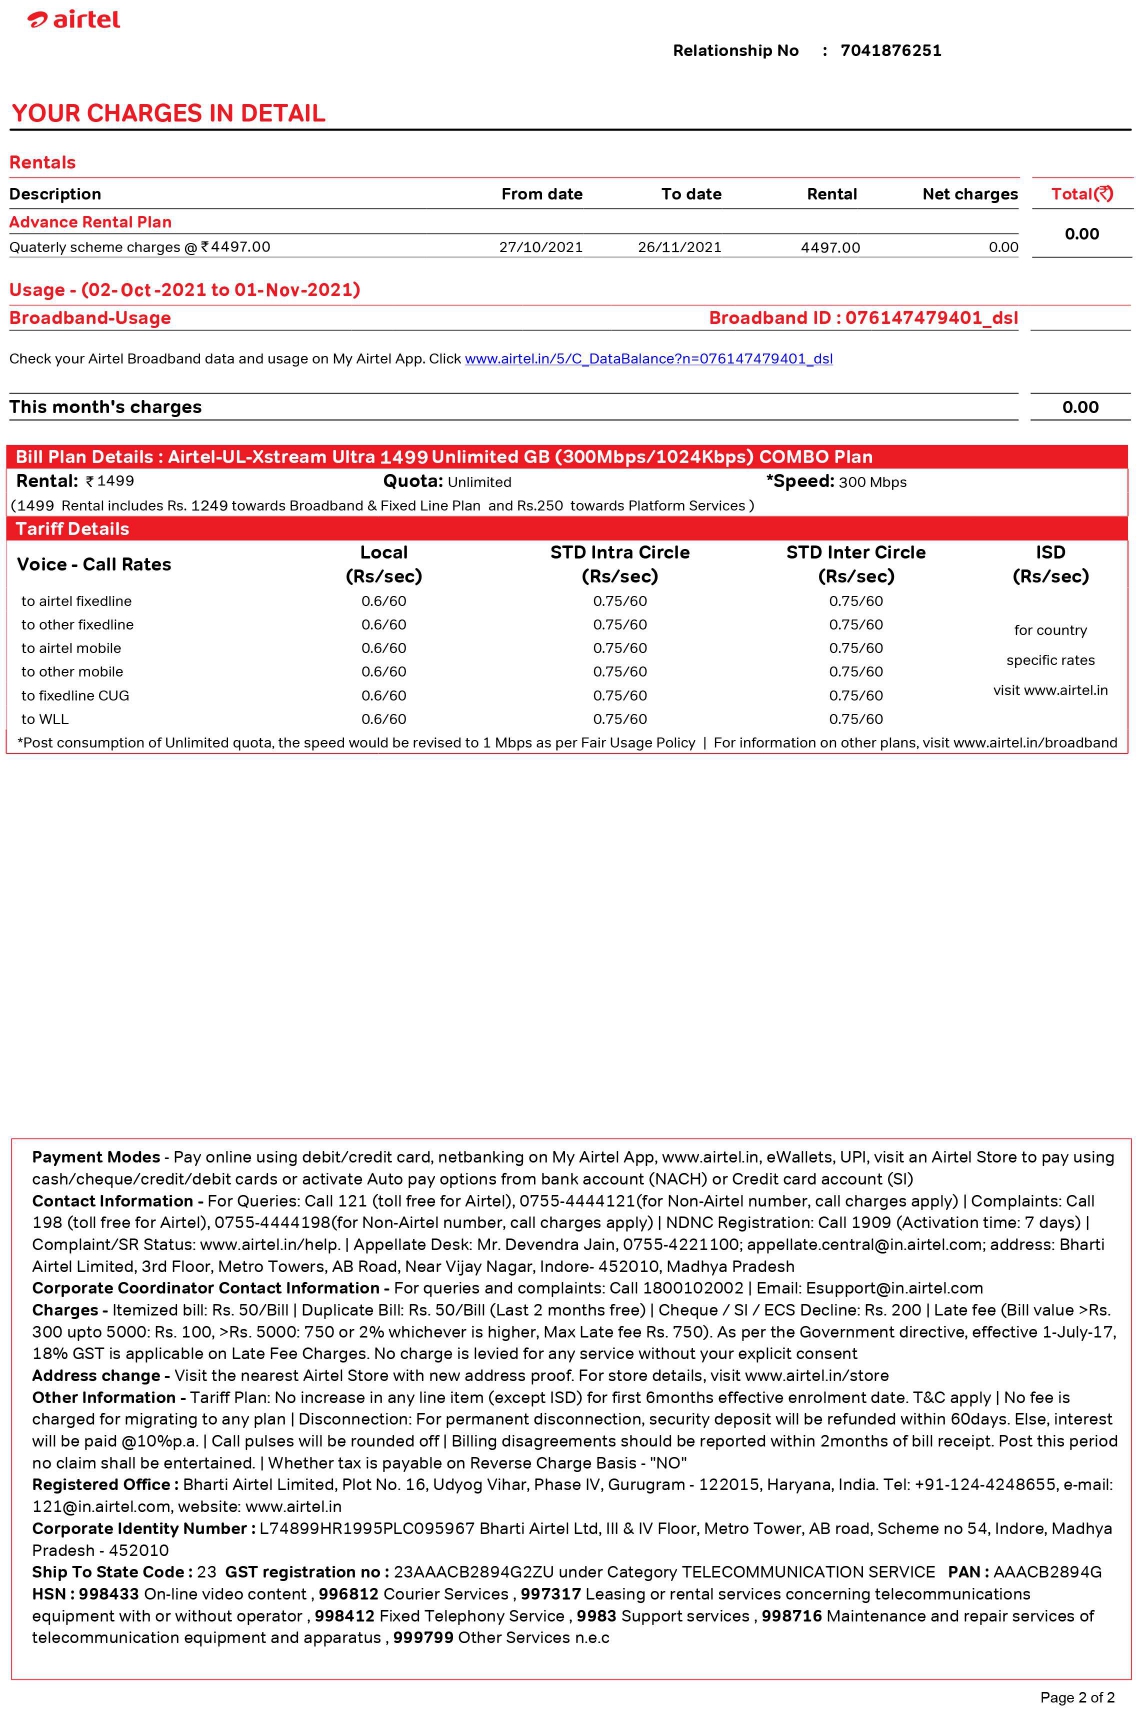 airtel
Relationship No : 7041876251
YOUR CHARGES IN DETAIL
Rentals
Description From date To date Rental Net charges Total(₹)
Advance Rental Plan
0.00
Quaterly scheme charges @ ₹4497.00 27/10/2021 26/11/2021 4497.00 0.00
Usage - (02-Oct -2021 to 01-Nov-2021)
Broadband-Usage Broadband ID : 076147479401_dsl
Check your Airtel Broadband data and usage on My Airtel App. Click www.airtel.in/5/C_DataBalance?n=076147479401_dsl
This month's charges 0.00
Bill Plan Details : Airtel-UL-Xstream Ultra 1499 Unlimited GB (300Mbps/1024Kbps) COMBO Plan
Rental: ₹ 1499 Quota: Unlimited *Speed: 300 Mbps
(1499 Rental includes Rs. 1249 towards Broadband & Fixed Line Plan and Rs.250 towards Platform Services )
Tariff Details
Voice - Call Rates Local (Rs/sec) STD Intra Circle (Rs/sec) STD Inter Circle (Rs/sec) ISD (Rs/sec)
to airtel fixedline 0.6/60 0.75/60 0.75/60
to other fixedline 0.6/60 0.75/60 0.75/60 for country
to airtel mobile 0.6/60 0.75/60 0.75/60
to other mobile 0.6/60 0.75/60 0.75/60 specific rates
to fixedline CUG 0.6/60 0.75/60 0.75/60 visit www.airtel.in
to WLL 0.6/60 0.75/60 0.75/60
*Post consumption of Unlimited quota, the speed would be revised to 1 Mbps as per Fair Usage Policy | For information on other plans, visit www.airtel.in/broadband
Payment Modes - Pay online using debit/credit card, netbanking on My Airtel App, www.airtel.in, eWallets, UPI, visit an Airtel Store to pay using
cash/cheque/credit/debit cards or activate Auto pay options from bank account (NACH) or Credit card account (SI)
Contact Information - For Queries: Call 121 (toll free for Airtel), 0755-4444121(for Non-Airtel number, call charges apply) | Complaints: Call
198 (toll free for Airtel), 0755-4444198(for Non-Airtel number, call charges apply) | NDNC Registration: Call 1909 (Activation time: 7 days) |
Complaint/SR Status: www.airtel.in/help. | Appellate Desk: Mr. Devendra Jain, 0755-4221100; appellate.central@in.airtel.com; address: Bharti
Airtel Limited, 3rd Floor, Metro Towers, AB Road, Near Vijay Nagar, Indore- 452010, Madhya Pradesh
Corporate Coordinator Contact Information - For queries and complaints: Call 1800102002 | Email: Esupport@in.airtel.com
Charges - Itemized bill: Rs. 50/Bill | Duplicate Bill: Rs. 50/Bill (Last 2 months free) | Cheque / SI / ECS Decline: Rs. 200 | Late fee (Bill value >Rs.
300 upto 5000: Rs. 100, >Rs. 5000: 750 or 2% whichever is higher, Max Late fee Rs. 750). As per the Government directive, effective 1-July-17,
18% GST is applicable on Late Fee Charges. No charge is levied for any service without your explicit consent
Address change - Visit the nearest Airtel Store with new address proof. For store details, visit www.airtel.in/store
Other Information - Tariff Plan: No increase in any line item (except ISD) for first 6months effective enrolment date. T&C apply | No fee is
charged for migrating to any plan | Disconnection: For permanent disconnection, security deposit will be refunded within 60days. Else, interest
will be paid @10%p.a. | Call pulses will be rounded off | Billing disagreements should be reported within 2months of bill receipt. Post this period
no claim shall be entertained. | Whether tax is payable on Reverse Charge Basis - "NO"
Registered Office : Bharti Airtel Limited, Plot No. 16, Udyog Vihar, Phase IV, Gurugram - 122015, Haryana, India. Tel: +91-124-4248655, e-mail:
121@in.airtel.com, website: www.airtel.in
Corporate Identity Number : L74899HR1995PLC095967 Bharti Airtel Ltd, III & IV Floor, Metro Tower, AB road, Scheme no 54, Indore, Madhya
Pradesh - 452010
Ship To State Code : 23 GST registration no : 23AAACB2894G2ZU under Category TELECOMMUNICATION SERVICE PAN : AAACB2894G
HSN : 998433 On-line video content , 996812 Courier Services , 997317 Leasing or rental services concerning telecommunications
equipment with or without operator , 998412 Fixed Telephony Service , 9983 Support services , 998716 Maintenance and repair services of
telecommunication equipment and apparatus , 999799 Other Services n.e.c
Page 2 of 2